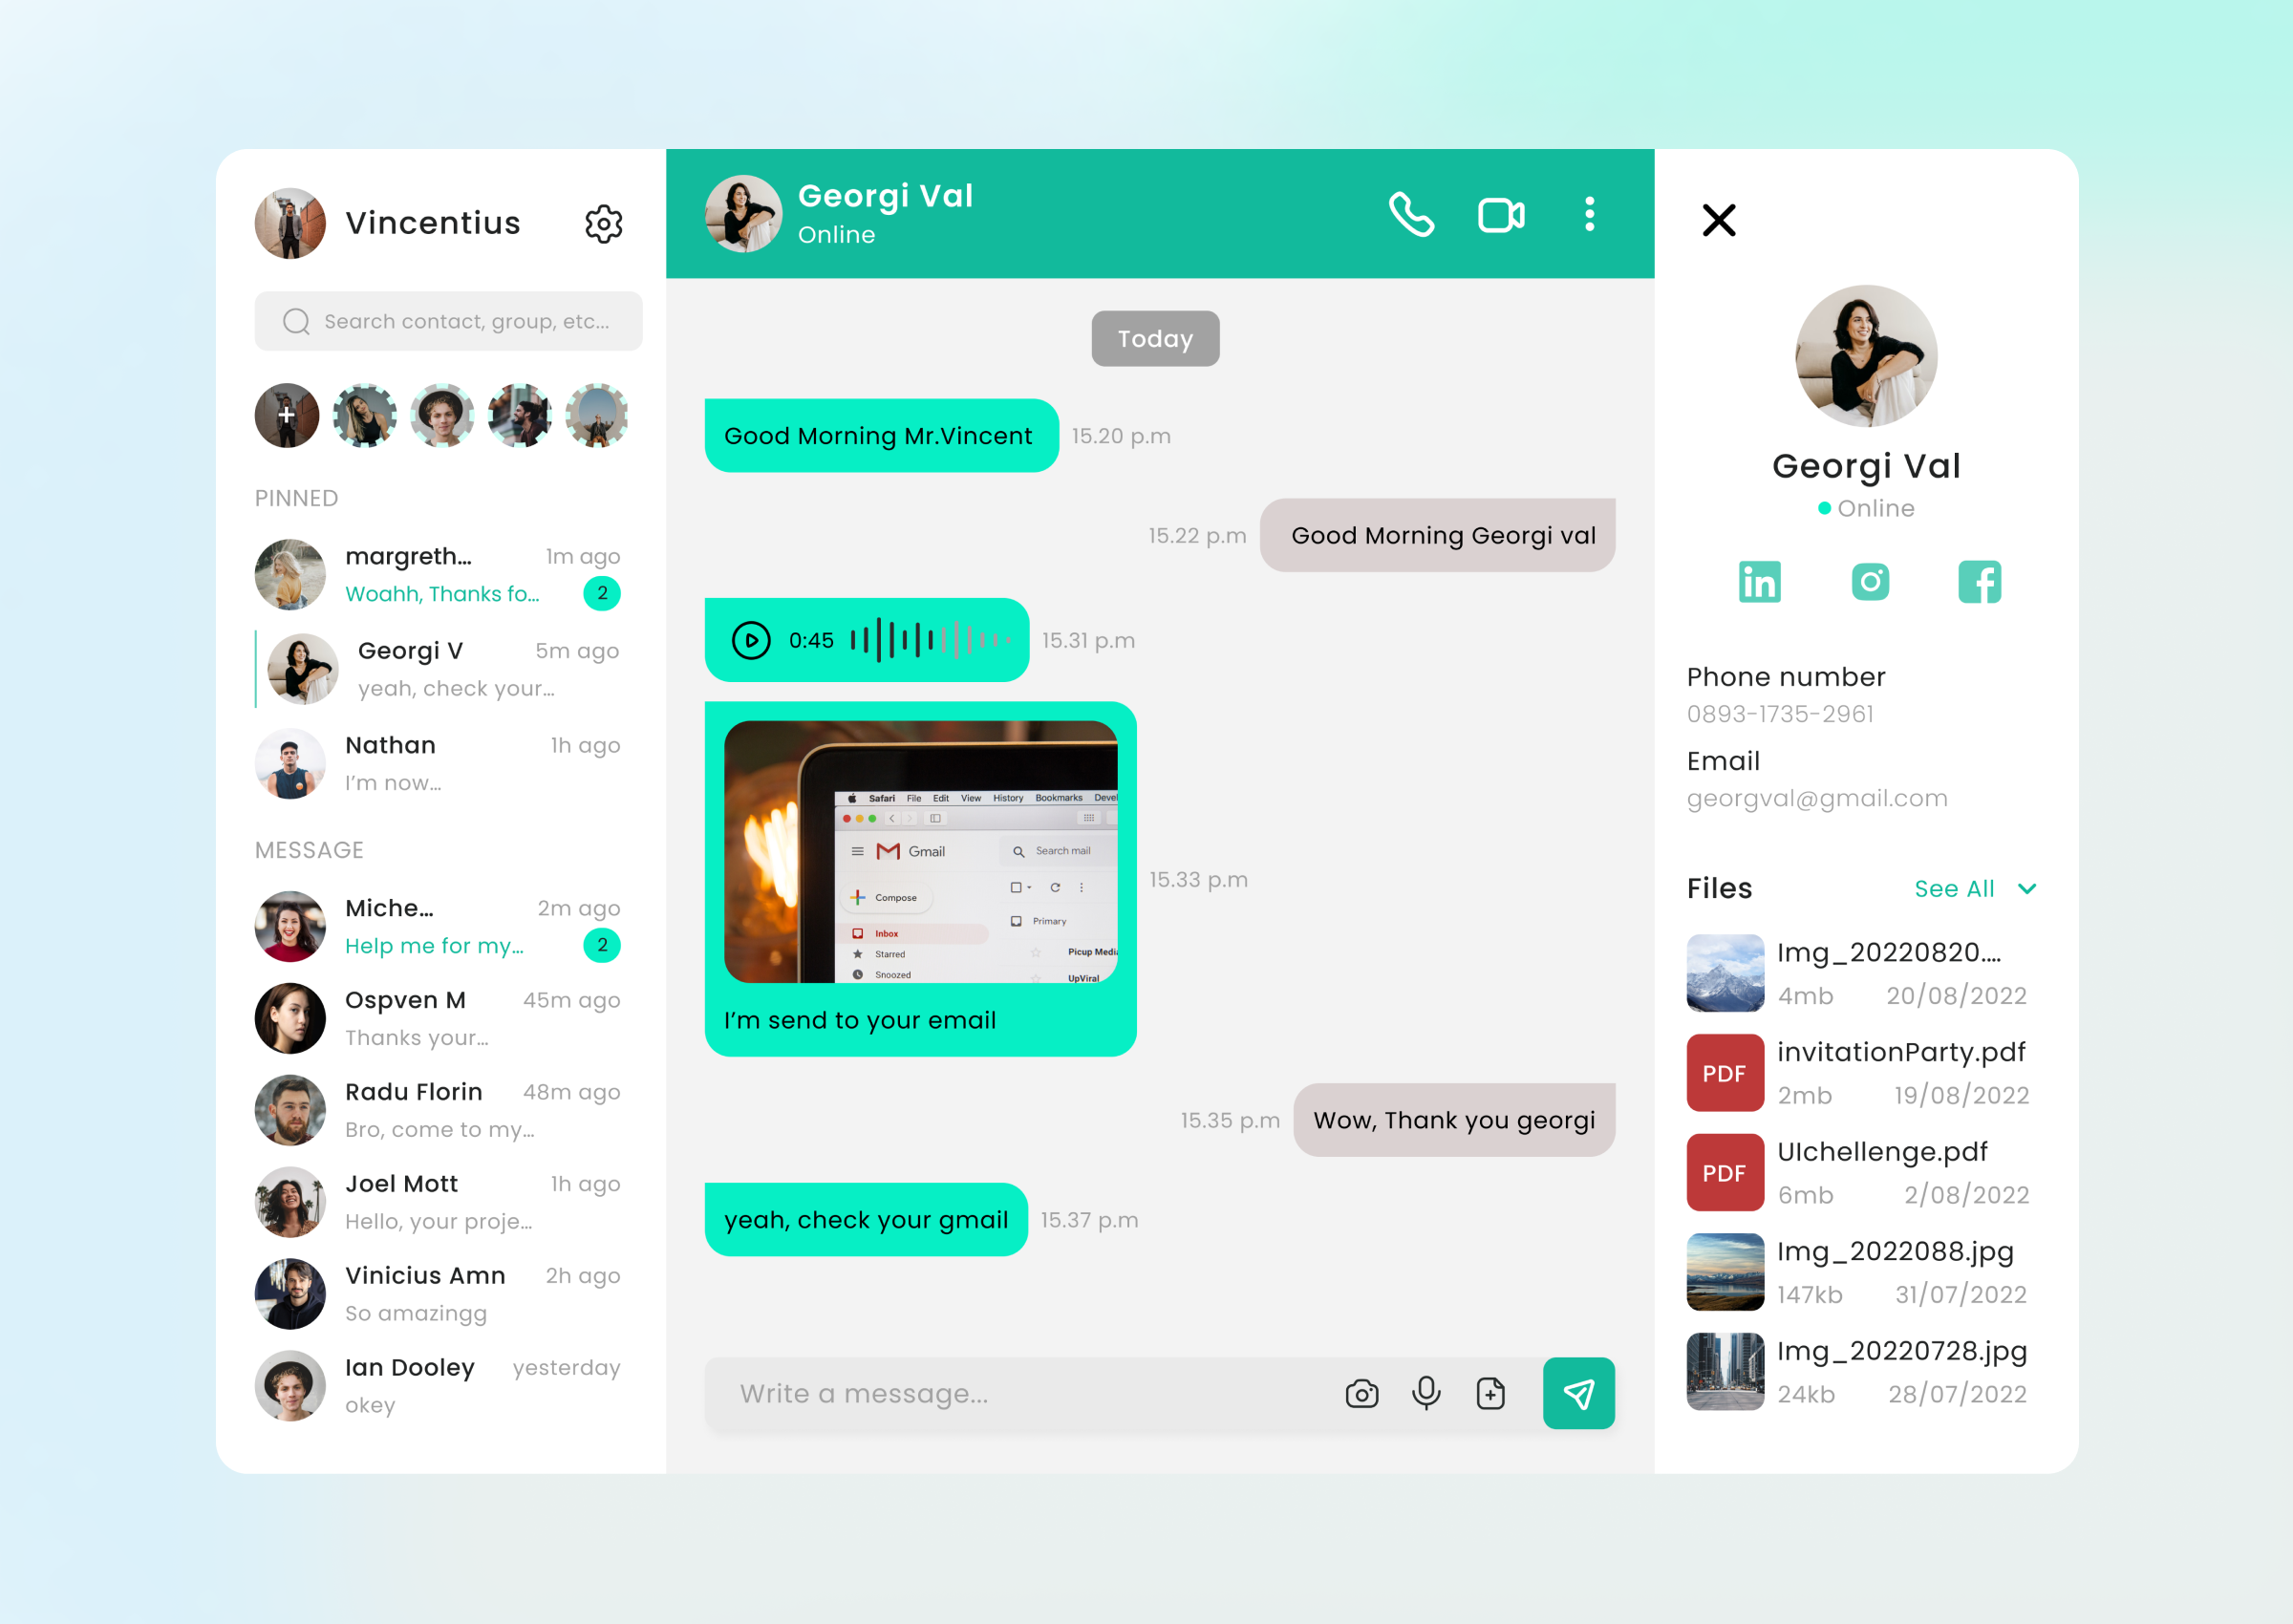 Vincentius
Search contact, group, etc...
+
PINNED
margreth... 1m ago
Woahh, Thanks fo... 2
Georgi V 5m ago
yeah, check your...
Nathan 1h ago
I'm now...
MESSAGE
Miche... 2m ago
Help me for my... 2
Ospven M 45m ago
Thanks your...
Radu Florin 48m ago
Bro, come to my...
Joel Mott 1h ago
Hello, your proje...
Vinicius Amn 2h ago
So amazingg
Ian Dooley yesterday
okey
Georgi Val
Online
Today
Good Morning Mr.Vincent 15.20 p.m
15.22 p.m Good Morning Georgi val
0:45 15.31 p.m
Safari File Edit View History Bookmarks Devel
Gmail Search mail
Compose
Primary
Inbox
Starred Picup Media
Snoozed UpViral
15.33 p.m
I'm send to your email
15.35 p.m Wow, Thank you georgi
yeah, check your gmail 15.37 p.m
Write a message...
Georgi Val
Online
in
f
Phone number
0893-1735-2961
Email
georgval@gmail.com
Files See All
Img_20220820....
4mb 20/08/2022
PDF
invitationParty.pdf
2mb 19/08/2022
PDF
UIchellenge.pdf
6mb 2/08/2022
Img_2022088.jpg
147kb 31/07/2022
Img_20220728.jpg
24kb 28/07/2022